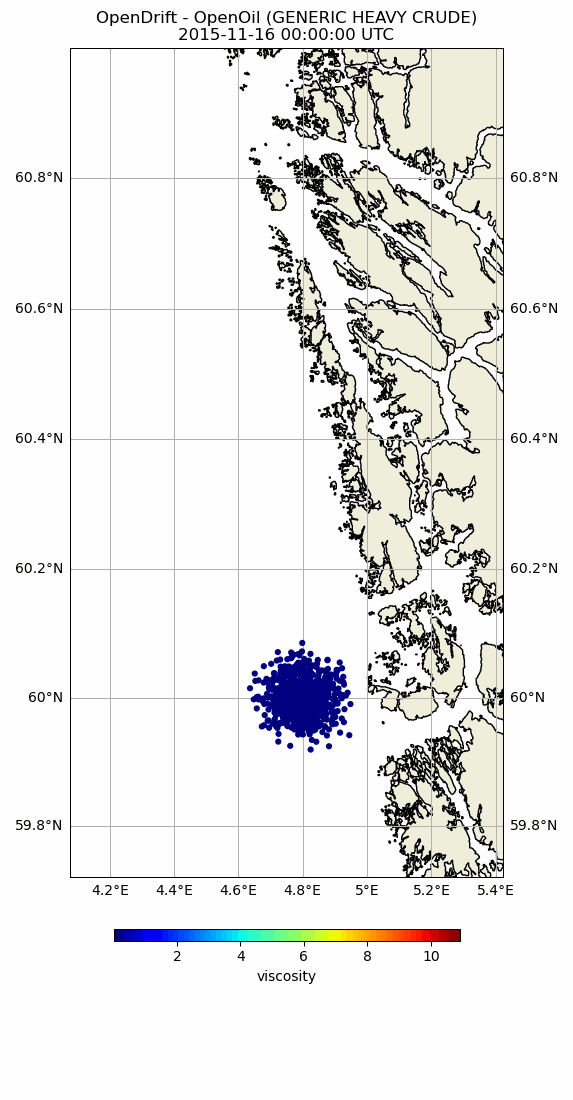 OpenDrift - OpenOil (GENERIC HEAVY CRUDE)
2015-11-16 00:00:00 UTC
60.8°N 60.8°N
60.6°N 60.6°N
60.4°N 60.4°N
60.2°N 60.2°N
60°N 60°N
59.8°N 59.8°N
4.2°E 4.4°E 4.6°E 4.8°E 5°E 5.2°E 5.4°E
2 4 6 8 10
viscosity